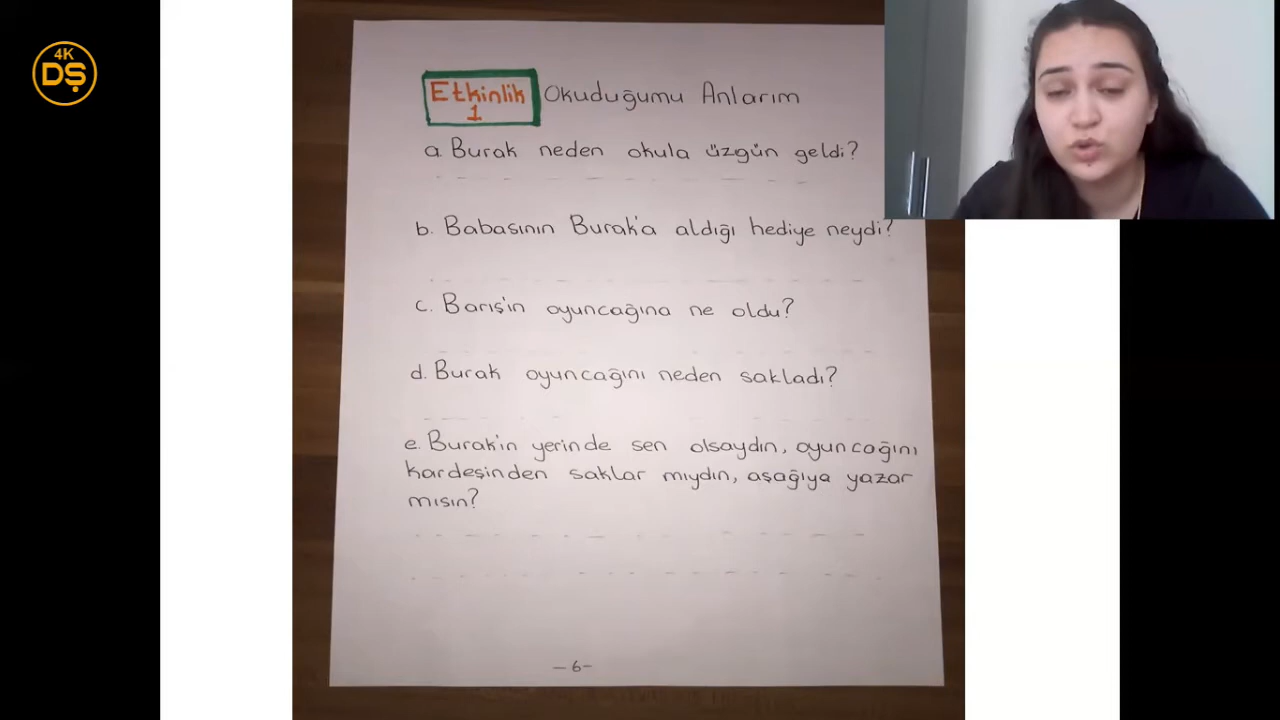 4K
DŞ
Etkinlik
1
Okuduğumu Anlarım
a. Burak neden okula üzgün geldi?
b. Babasının Burak'a aldığı hediye neydi?
c. Barış'ın oyuncağına ne oldu?
d. Burak oyuncağını neden sakladı?
e. Burak'ın yerinde sen olsaydın, oyuncağını
kardeşinden saklar mıydın, aşağıya yazar
mısın?
-6-